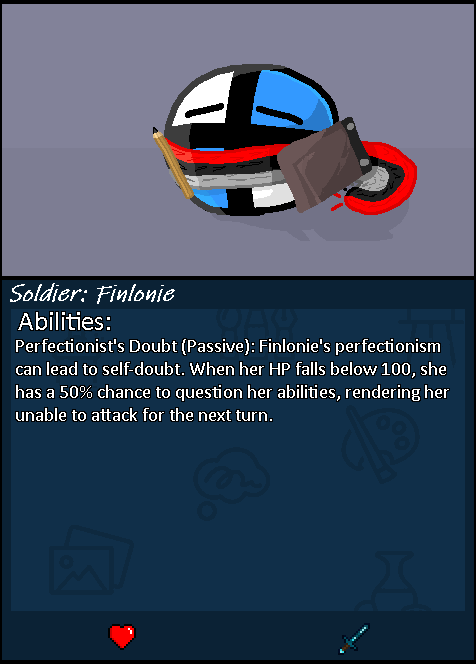 Soldier: Finlonie
Abilities:
Perfectionist's Doubt (Passive): Finlonie's perfectionism
can lead to self-doubt. When her HP falls below 100, she
has a 50% chance to question her abilities, rendering her
unable to attack for the next turn.